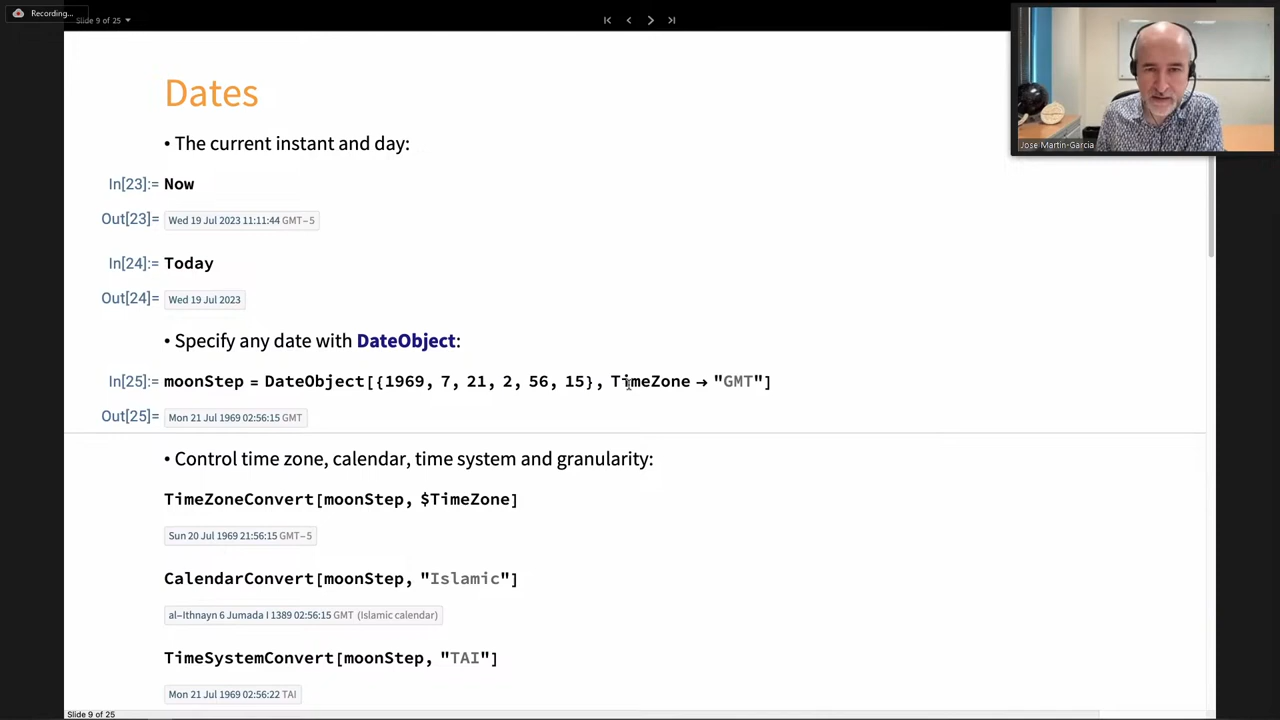 Recording...
Slide 9 of 25
Jose Martin-Garcia
Dates
• The current instant and day:
In[23]:= Now
Out[23]= Wed 19 Jul 2023 11:11:44 GMT-5
In[24]:= Today
Out[24]= Wed 19 Jul 2023
• Specify any date with DateObject:
In[25]:= moonStep = DateObject[{1969, 7, 21, 2, 56, 15}, TimeZone → "GMT"]
Out[25]= Mon 21 Jul 1969 02:56:15 GMT
• Control time zone, calendar, time system and granularity:
TimeZoneConvert[moonStep, $TimeZone]
Sun 20 Jul 1969 21:56:15 GMT-5
CalendarConvert[moonStep, "Islamic"]
al-Ithnayn 6 Jumada I 1389 02:56:15 GMT (Islamic calendar)
TimeSystemConvert[moonStep, "TAI"]
Mon 21 Jul 1969 02:56:22 TAI
Slide 9 of 25